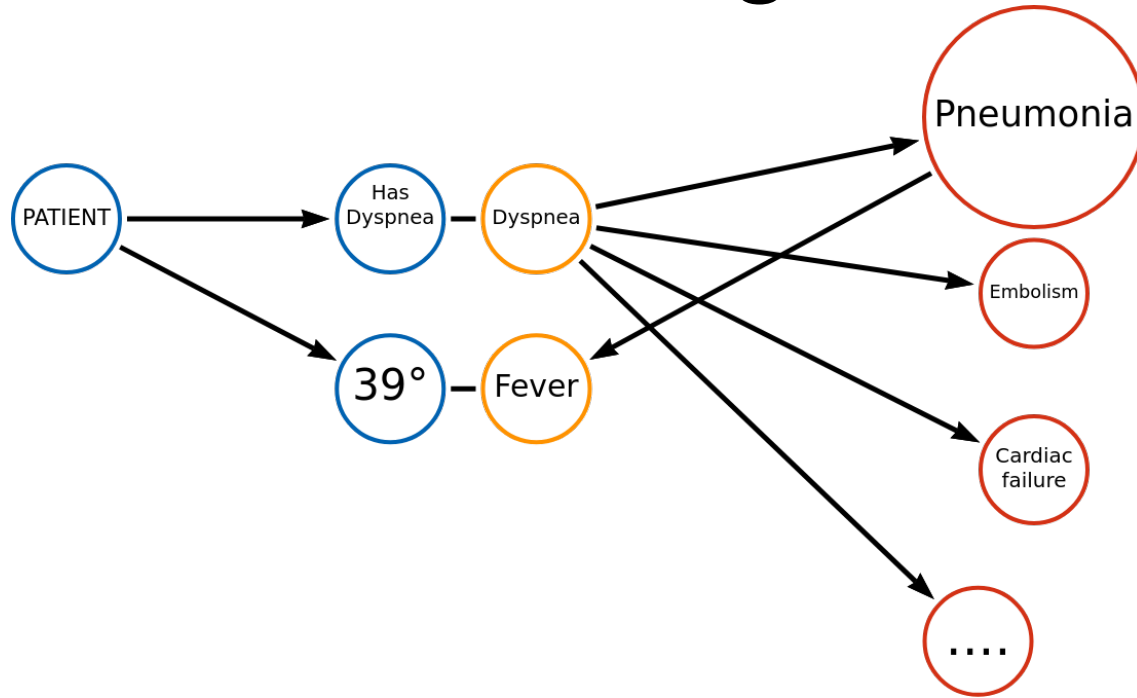 Pneumonia
PATIENT
Has
Dyspnea
Dyspnea
Embolism
39°
Fever
Cardiac
failure
....